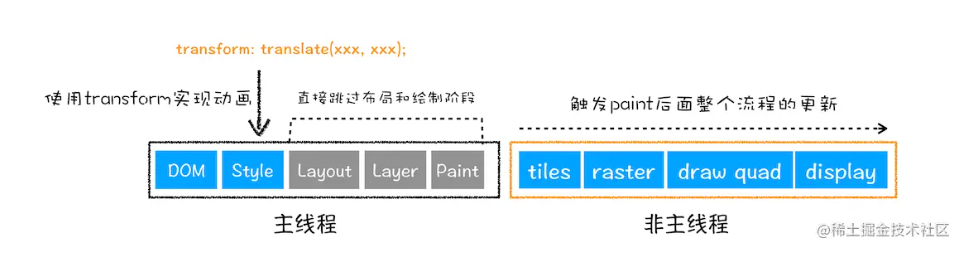 transform: translate(xxx, xxx);
使用transform实现动画
直接跳过布局和绘制阶段
触发paint后面整个流程的更新
DOM
Style
Layout
Layer
Paint
tiles
raster
draw quad
display
主线程
非主线程
@稀土掘金技术社区